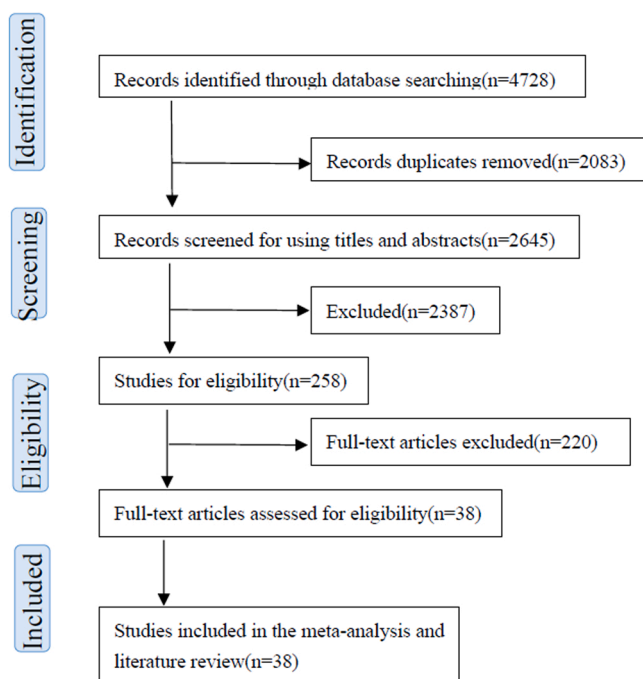 Identification
Records identified through database searching(n=4728)
Records duplicates removed(n=2083)
Screening
Records screened for using titles and abstracts(n=2645)
Excluded(n=2387)
Eligibility
Studies for eligibility(n=258)
Full-text articles excluded(n=220)
Full-text articles assessed for eligibility(n=38)
Included
Studies included in the meta-analysis and
literature review(n=38)